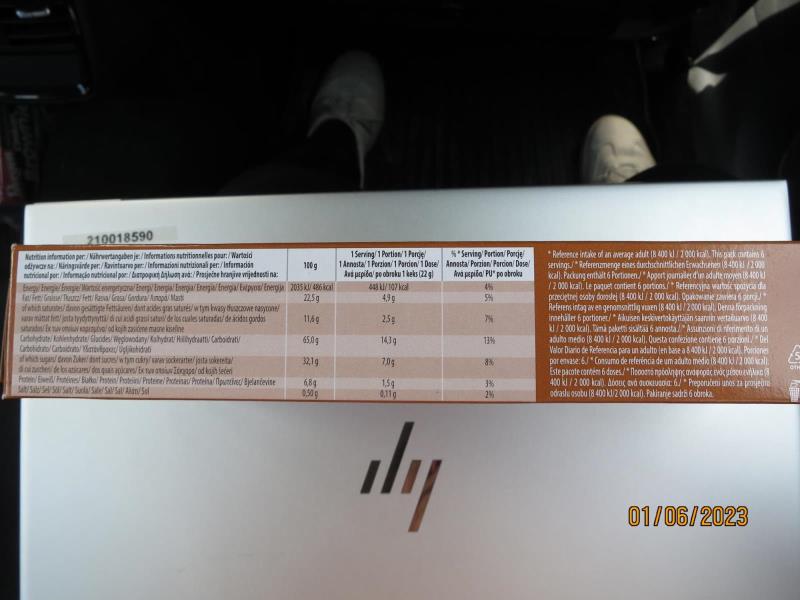 210018590
Nutrition information per: / Nährwertangaben je: / Informations nutritionnelles pour: / Wartości
odżywcze na: / Näringsvärde per: / Ravintoarvo per: / Informazioni nutrizionali per: / Información
nutricional por: / Informação nutricional por: / Διατροφική Δήλωση ανά: / Prosječne hranjive vrijednosti na:
100 g
1 Serving/ 1 Portion/ 1 Porcje/
1 Annosta/ 1 Porzion/ 1 Porcion/ 1 Dose/
Ανά μερίδα/ po obroku 1 keks (22 g)
% * Serving/ Portion/ Porcje/
Annosta/ Porzion/ Porcion/ Dose/
Ανά μερίδα/ PU* po obroku
Energy/ Energie/ Énergie/ Wartość energetyczna/ Energi/ Energia/ Energia/ Energía/ Energia/ Ενέργεια/ Energija 2035 kJ/ 486 kcal 448 kJ/ 107 kcal 4%
Fat/ Fett/ Graisse/ Tłuszcz/ Fett/ Rasva/ Grassi/ Gordura/ Λιπαρά/ Masti 22,5 g 4,9 g 5%
of which saturates/ davon gesättigte Fettsäuren/ dont acides gras saturés/ w tym kwasy tłuszczowe nasycone/
varav mättat fett/ josta tyydyttynyttä/ di cui acidi grassi saturi/ de los cuales saturadas/ de ácidos gordos 11,6 g 2,5 g 7%
saturados/ Εκ των οποίων κορεσμένα/ od kojih zasićene masne kiseline
Carbohydrate/ Kohlenhydrate/ Glucides/ Węglowodany/ Kolhydrat/ Hiilihydraatti/ Carboidrati/ 65,0 g 14,3 g 13%
Carbohidrato/ Carboidrato/ Υδατάνθρακες/ Ugljikohidrati
of which sugars/ davon Zucker/ dont sucres/ w tym cukry/ varav sockerarter/ josta sokereita/ 32,1 g 7,0 g 8%
di cui zuccheri/ de los azúcares/ dos quais açúcares/ Εκ των οποίων Σάκχαρα/ od kojih šećeri
Protein/ Eiweiß/ Protéines/ Białko/ Protein/ Proteiini/ Proteine/ Proteínas/ Proteína/ Πρωτεΐνες/ Bjelančevine 6,8 g 1,5 g 3%
Salt/ Salz/ Sel/ Sól/ Salt/ Suola/ Sale/ Sal/ Sal/ Αλάτι/ Sol 0,50 g 0,11 g 2%
* Reference intake of an average adult (8 400 kJ / 2 000 kcal). This pack contains 6
servings./ * Referenzmenge eines durchschnittlichen Erwachsenen (8 400 kJ / 2 000
kcal). Packung enthält 6 Portionen./ * Apport journalier d'un adulte moyen (8 400 kJ
/ 2 000 kcal). Le paquet contient 6 portions./ * Referencyjna wartość spożycia dla
przeciętnej osoby dorosłej (8 400 kJ / 2 000 kcal). Opakowanie zawiera 6 porcji./ *
Referens intag av en genomsnittlig vuxen (8 400 kJ / 2 000 kcal). Denna förpackning
innehåller 6 portioner./ * Aikuisen keskivertokäyttäjän saannin vertailuarvo (8 400
kJ / 2 000 kcal). Tämä paketti sisältää 6 annosta./ * Assunzioni di riferimento di un
adulto medio (8 400 kJ / 2 000 kcal). Questa confezione contiene 6 porzioni./ * Del
Valor Diario de Referencia para un adulto (en base a 8 400 kJ / 2 000 kcal). Porciones
por envase: 6./ * Consumo de referência de um adulto médio (8 400 kJ / 2 000 kcal).
Este pacote contém 6 doses./ * Ποσοστό πρόσληψης αναφοράς ενός μέσου ενήλικα (8
400 kJ / 2 000 kcal). Δόσεις ανά συσκευασία: 6./ * Preporučeni unos za prosječnu
odraslu osobu (8 400 kJ/ 2 000 kcal). Pakiranje sadrži 6 obroka.
hp
01/06/2023